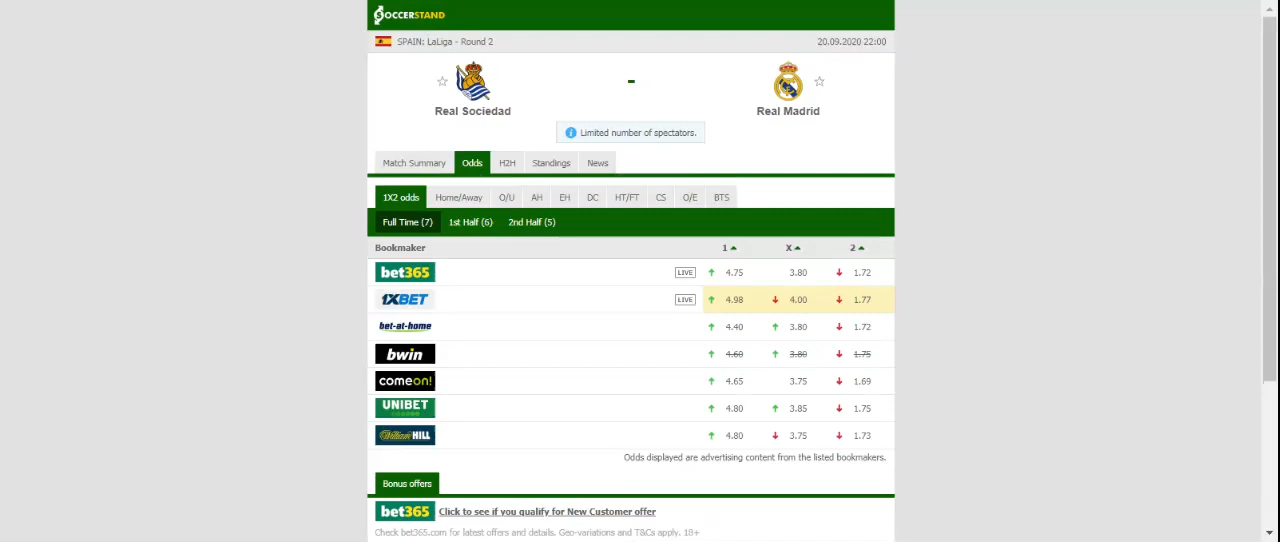 SOCCERSTAND
SPAIN: LaLiga - Round 2 20.09.2020 22:00
-
Real Sociedad Real Madrid
Limited number of spectators.
Match Summary Odds H2H Standings News
1X2 odds Home/Away O/U AH EH DC HT/FT CS O/E BTS
Full Time (7) 1st Half (6) 2nd Half (5)
Bookmaker 1 X 2
bet365 LIVE 4.75 3.80 1.72
1XBET LIVE 4.98 4.00 1.77
bet-at-home 4.40 3.80 1.72
bwin 4.60 3.80 1.75
comeon! 4.65 3.75 1.69
UNIBET 4.80 3.85 1.75
William HILL 4.80 3.75 1.73
Odds displayed are advertising content from the listed bookmakers.
Bonus offers
bet365 Click to see if you qualify for New Customer offer
Check bet365.com for latest offers and details. Geo-variations and T&Cs apply. 18+